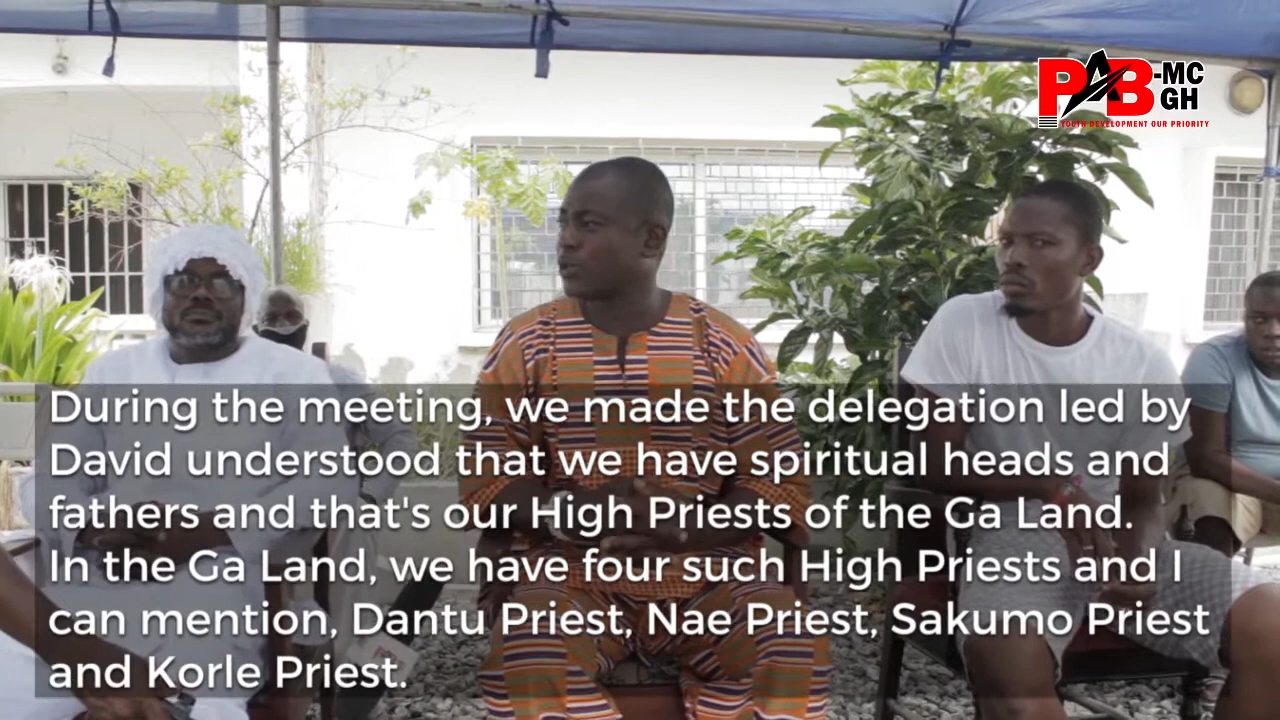 PAB-MC
GH
YOUTH DEVELOPMENT OUR PRIORITY
During the meeting, we made the delegation led by
David understood that we have spiritual heads and
fathers and that's our High Priests of the Ga Land.
In the Ga Land, we have four such High Priests and I
can mention, Dantu Priest, Nae Priest, Sakumo Priest
and Korle Priest.